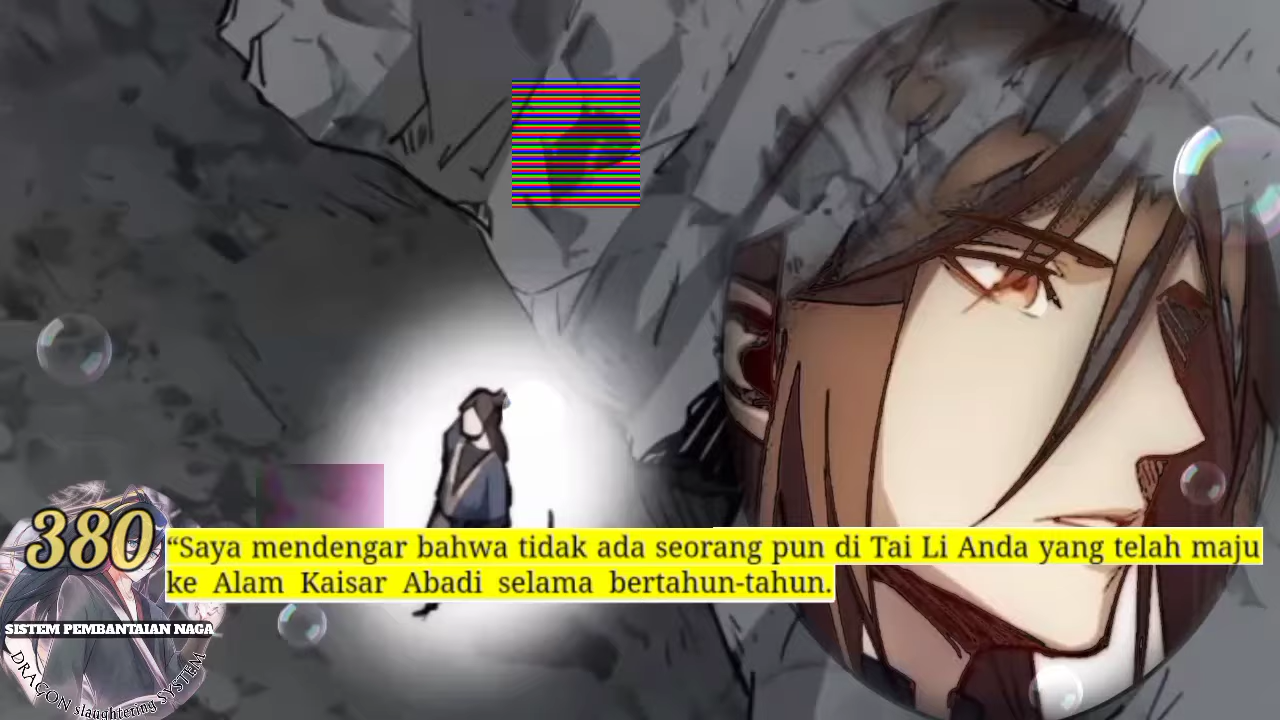 380
“Saya mendengar bahwa tidak ada seorang pun di Tai Li Anda yang telah maju
ke Alam Kaisar Abadi selama bertahun-tahun.
SISTEM PEMBANTAIAN NAGA
DRAGON slaughtering SYSTEM